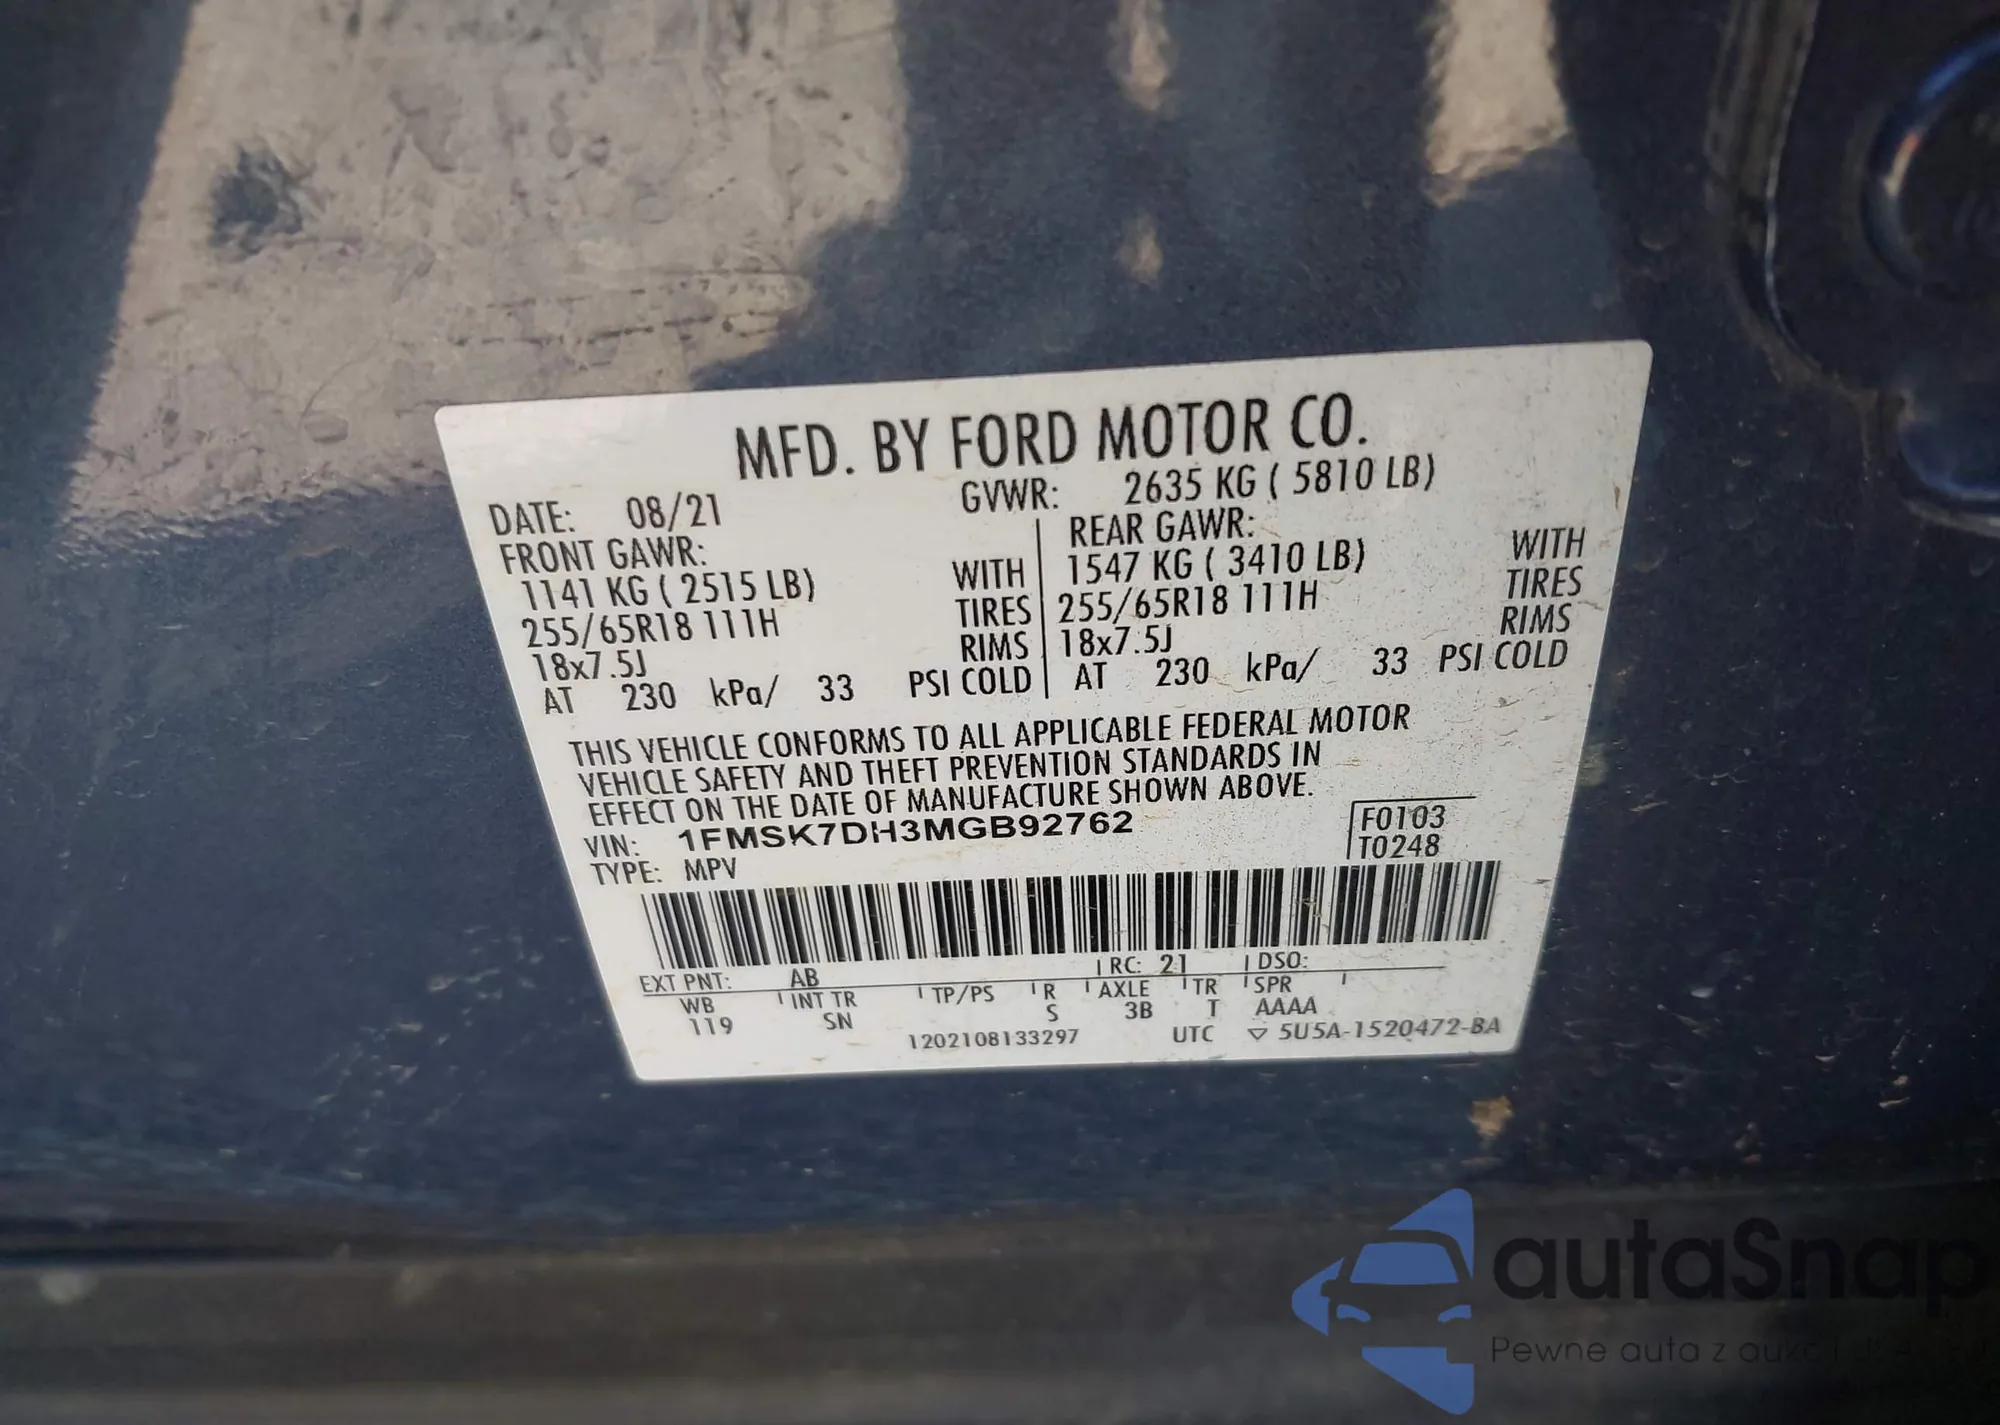 MFD. BY FORD MOTOR CO.
DATE: 08/21 GVWR: 2635 KG ( 5810 LB)
FRONT GAWR: REAR GAWR:
1141 KG ( 2515 LB) WITH 1547 KG ( 3410 LB) WITH
255/65R18 111H TIRES 255/65R18 111H TIRES
18x7.5J RIMS 18x7.5J RIMS
AT 230 kPa/ 33 PSI COLD AT 230 kPa/ 33 PSI COLD
THIS VEHICLE CONFORMS TO ALL APPLICABLE FEDERAL MOTOR
VEHICLE SAFETY AND THEFT PREVENTION STANDARDS IN
EFFECT ON THE DATE OF MANUFACTURE SHOWN ABOVE.
VIN: 1FMSK7DH3MGB92762 F0103
TYPE: MPV T0248
EXT PNT: AB RC: 21 DSO:
WB INT TR TP/PS R AXLE TR SPR
119 SN S 3B T AAAA
1202108133297 UTC ▽ 5U5A-1520472-BA
autaSnap
Pewne auta z